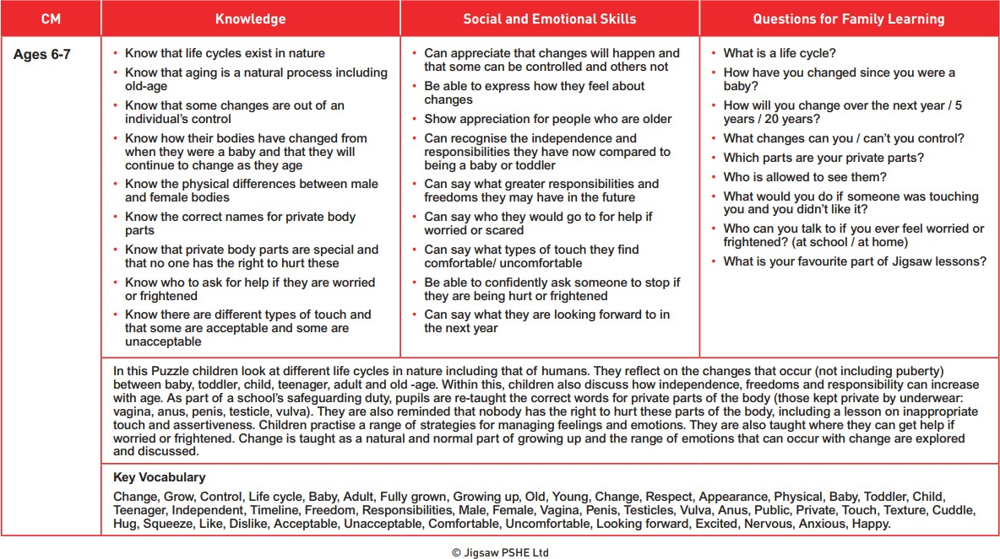 CM
Knowledge
Social and Emotional Skills
Questions for Family Learning
Ages 6-7
• Know that life cycles exist in nature
• Know that aging is a natural process including
old-age
• Know that some changes are out of an
individual's control
• Know how their bodies have changed from
when they were a baby and that they will
continue to change as they age
• Know the physical differences between male
and female bodies
• Know the correct names for private body
parts
• Know that private body parts are special and
that no one has the right to hurt these
• Know who to ask for help if they are worried
or frightened
• Know there are different types of touch and
that some are acceptable and some are
unacceptable
• Can appreciate that changes will happen and
that some can be controlled and others not
• Be able to express how they feel about
changes
• Show appreciation for people who are older
• Can recognise the independence and
responsibilities they have now compared to
being a baby or toddler
• Can say what greater responsibilities and
freedoms they may have in the future
• Can say who they would go to for help if
worried or scared
• Can say what types of touch they find
comfortable/ uncomfortable
• Be able to confidently ask someone to stop if
they are being hurt or frightened
• Can say what they are looking forward to in
the next year
• What is a life cycle?
• How have you changed since you were a
baby?
• How will you change over the next year / 5
years / 20 years?
• What changes can you / can't you control?
• Which parts are your private parts?
• Who is allowed to see them?
• What would you do if someone was touching
you and you didn't like it?
• Who can you talk to if you ever feel worried or
frightened? (at school / at home)
• What is your favourite part of Jigsaw lessons?
In this Puzzle children look at different life cycles in nature including that of humans. They reflect on the changes that occur (not including puberty)
between baby, toddler, child, teenager, adult and old -age. Within this, children also discuss how independence, freedoms and responsibility can increase
with age. As part of a school's safeguarding duty, pupils are re-taught the correct words for private parts of the body (those kept private by underwear:
vagina, anus, penis, testicle, vulva). They are also reminded that nobody has the right to hurt these parts of the body, including a lesson on inappropriate
touch and assertiveness. Children practise a range of strategies for managing feelings and emotions. They are also taught where they can get help if
worried or frightened. Change is taught as a natural and normal part of growing up and the range of emotions that can occur with change are explored
and discussed.
Key Vocabulary
Change, Grow, Control, Life cycle, Baby, Adult, Fully grown, Growing up, Old, Young, Change, Respect, Appearance, Physical, Baby, Toddler, Child,
Teenager, Independent, Timeline, Freedom, Responsibilities, Male, Female, Vagina, Penis, Testicles, Vulva, Anus, Public, Private, Touch, Texture, Cuddle,
Hug, Squeeze, Like, Dislike, Acceptable, Unacceptable, Comfortable, Uncomfortable, Looking forward, Excited, Nervous, Anxious, Happy.
© Jigsaw PSHE Ltd